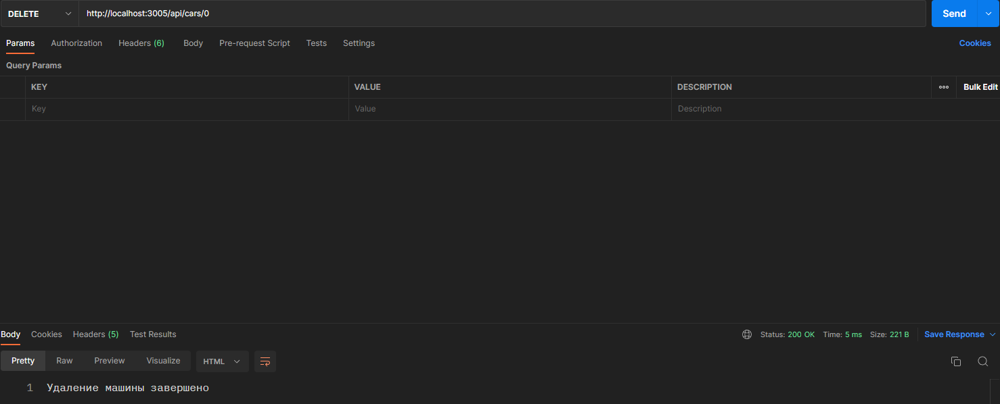 DELETE http://localhost:3005/api/cars/0 Send
Params Authorization Headers (6) Body Pre-request Script Tests Settings Cookies
Query Params
KEY VALUE DESCRIPTION Bulk Edit
Key Value Description
Body Cookies Headers (5) Test Results Status: 200 OK Time: 5 ms Size: 221 B Save Response
Pretty Raw Preview Visualize HTML
1 Удаление машины завершено